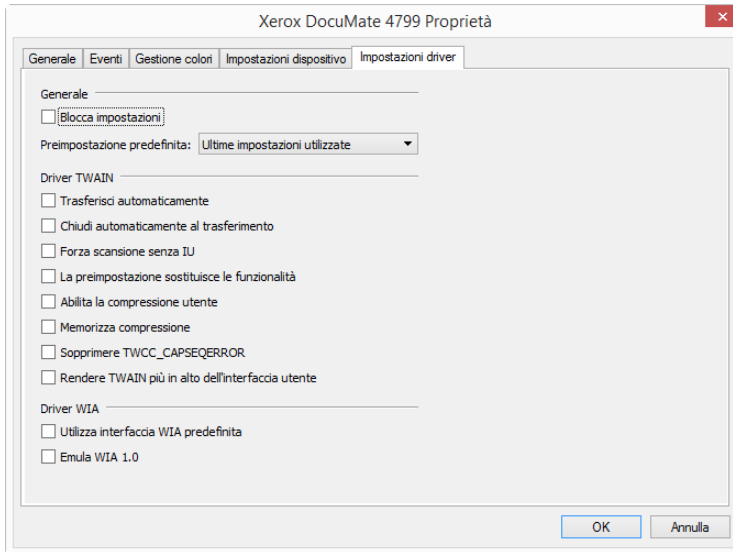 Xerox DocuMate 4799 Proprietà
Generale Eventi Gestione colori Impostazioni dispositivo Impostazioni driver
Generale
Blocca impostazioni
Preimpostazione predefinita: Ultime impostazioni utilizzate
Driver TWAIN
Trasferisci automaticamente
Chiudi automaticamente al trasferimento
Forza scansione senza IU
La preimpostazione sostituisce le funzionalità
Abilita la compressione utente
Memorizza compressione
Sopprimere TWCC_CAPSEQERROR
Rendere TWAIN più in alto dell'interfaccia utente
Driver WIA
Utilizza interfaccia WIA predefinita
Emula WIA 1.0
OK Annulla